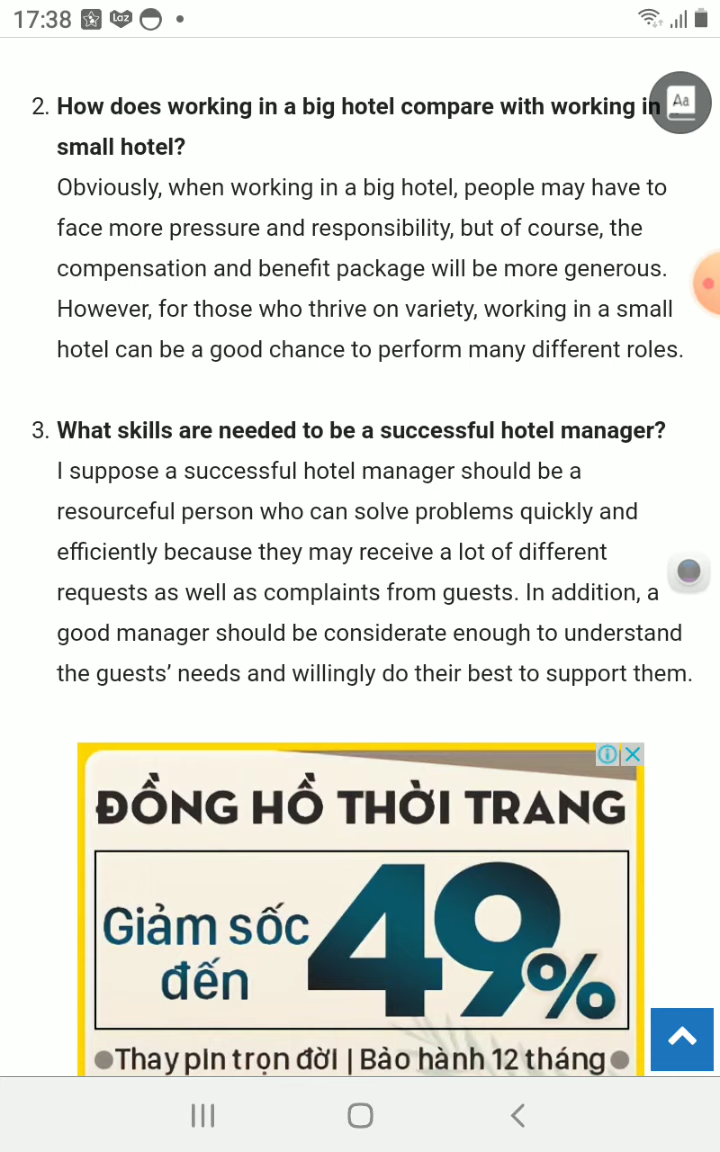 17:38
Laz
Aa
2. How does working in a big hotel compare with working in
small hotel?
Obviously, when working in a big hotel, people may have to
face more pressure and responsibility, but of course, the
compensation and benefit package will be more generous.
However, for those who thrive on variety, working in a small
hotel can be a good chance to perform many different roles.
3. What skills are needed to be a successful hotel manager?
I suppose a successful hotel manager should be a
resourceful person who can solve problems quickly and
efficiently because they may receive a lot of different
requests as well as complaints from guests. In addition, a
good manager should be considerate enough to understand
the guests’ needs and willingly do their best to support them.
ĐỒNG HỒ THỜI TRANG
Giảm sốc
đến
49%
●Thay pin trọn đời | Bảo hành 12 tháng●